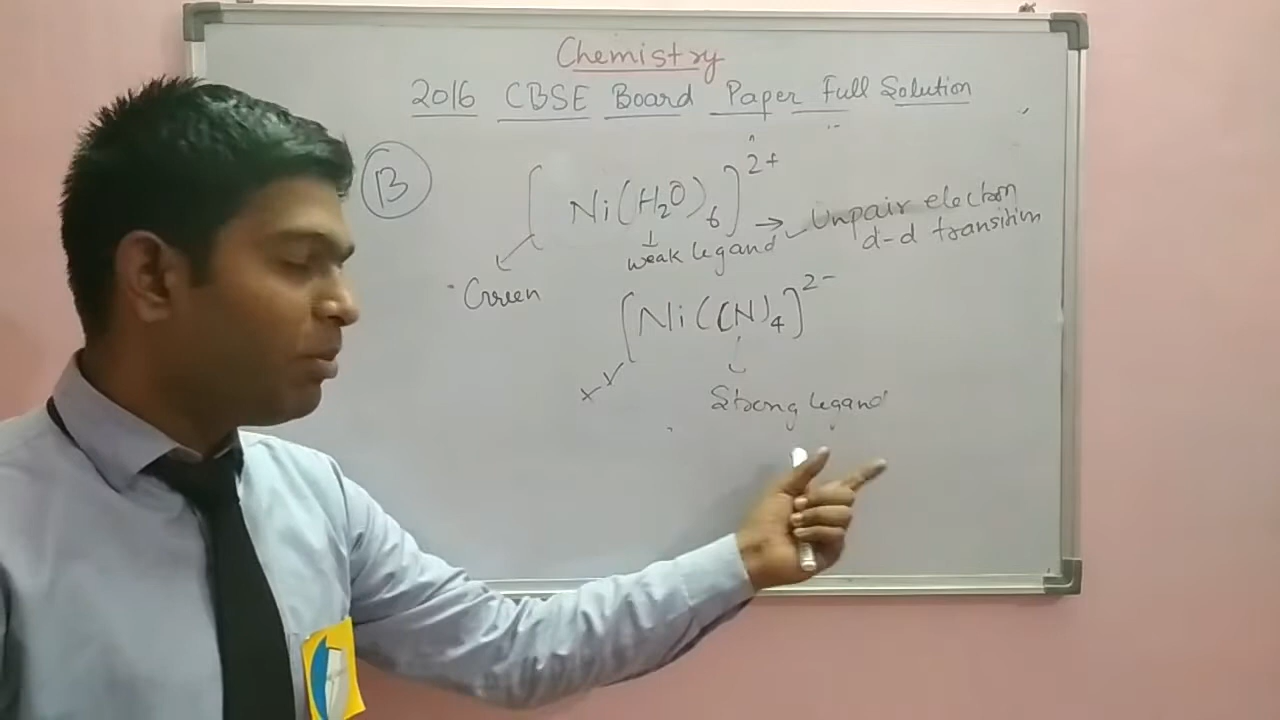 Chemistry
2016 CBSE Board Paper Full Solution
B
[Ni(H₂O)₆]²⁺ → Unpair electron
d-d transition
weak legand
Green
[Ni(CN)₄]²⁻
x
Strong legand